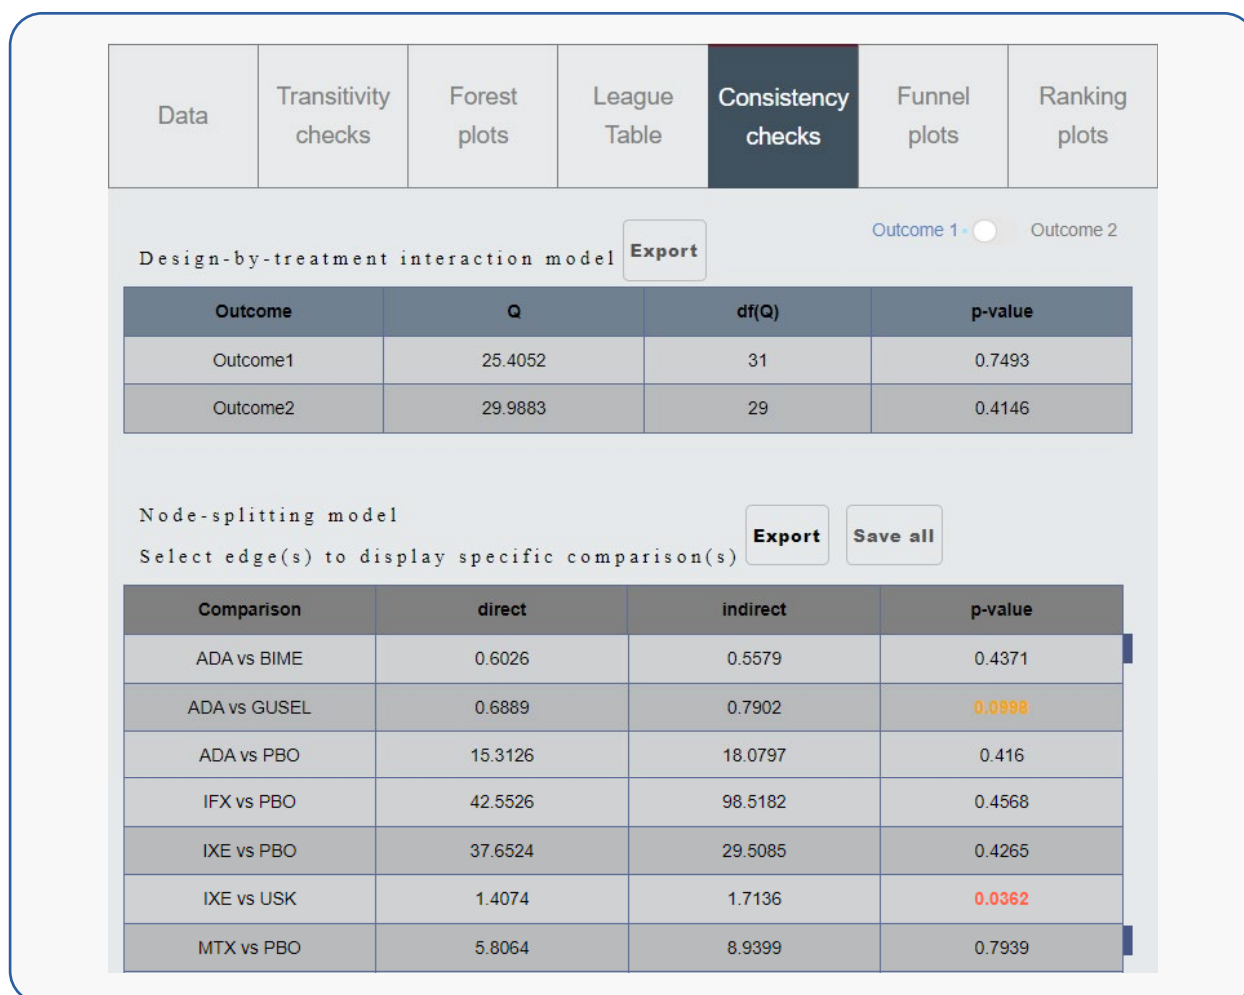 Data
Transitivity checks
Forest plots
League Table
Consistency checks
Funnel plots
Ranking plots
Outcome 1 Outcome 2
Design-by-treatment interaction model Export
Outcome Q df(Q) p-value
Outcome1 25.4052 31 0.7493
Outcome2 29.9883 29 0.4146
Node-splitting model
Select edge(s) to display specific comparison(s) Export Save all
Comparison direct indirect p-value
ADA vs BIME 0.6026 0.5579 0.4371
ADA vs GUSEL 0.6889 0.7902 0.0998
ADA vs PBO 15.3126 18.0797 0.416
IFX vs PBO 42.5526 98.5182 0.4568
IXE vs PBO 37.6524 29.5085 0.4265
IXE vs USK 1.4074 1.7136 0.0362
MTX vs PBO 5.8064 8.9399 0.7939